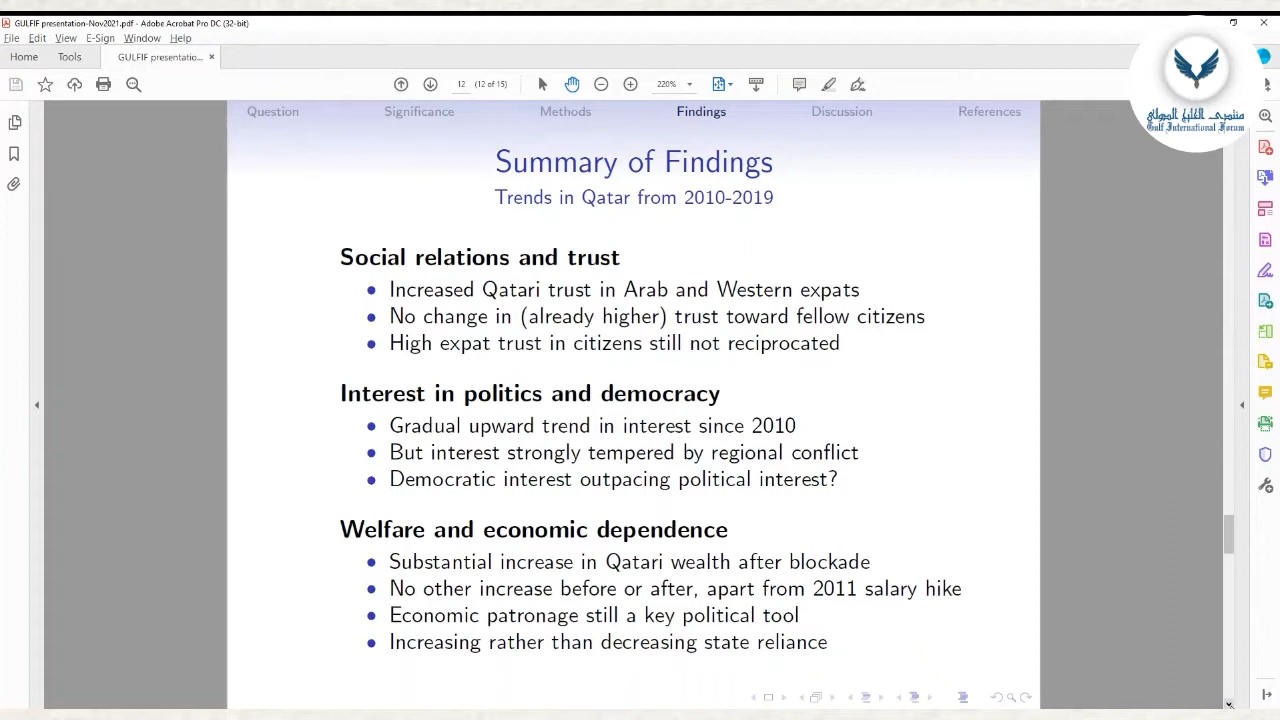 GULFIF presentation-Nov2021.pdf - Adobe Acrobat Pro DC (32-bit)
File Edit View E-Sign Window Help
Home Tools GULFIF presentatio... ×
12 (12 of 15) 220%
منتدى الخليج الدولي
Gulf International Forum
Question Significance Methods Findings Discussion References
Summary of Findings
Trends in Qatar from 2010-2019
Social relations and trust
• Increased Qatari trust in Arab and Western expats
• No change in (already higher) trust toward fellow citizens
• High expat trust in citizens still not reciprocated
Interest in politics and democracy
• Gradual upward trend in interest since 2010
• But interest strongly tempered by regional conflict
• Democratic interest outpacing political interest?
Welfare and economic dependence
• Substantial increase in Qatari wealth after blockade
• No other increase before or after, apart from 2011 salary hike
• Economic patronage still a key political tool
• Increasing rather than decreasing state reliance